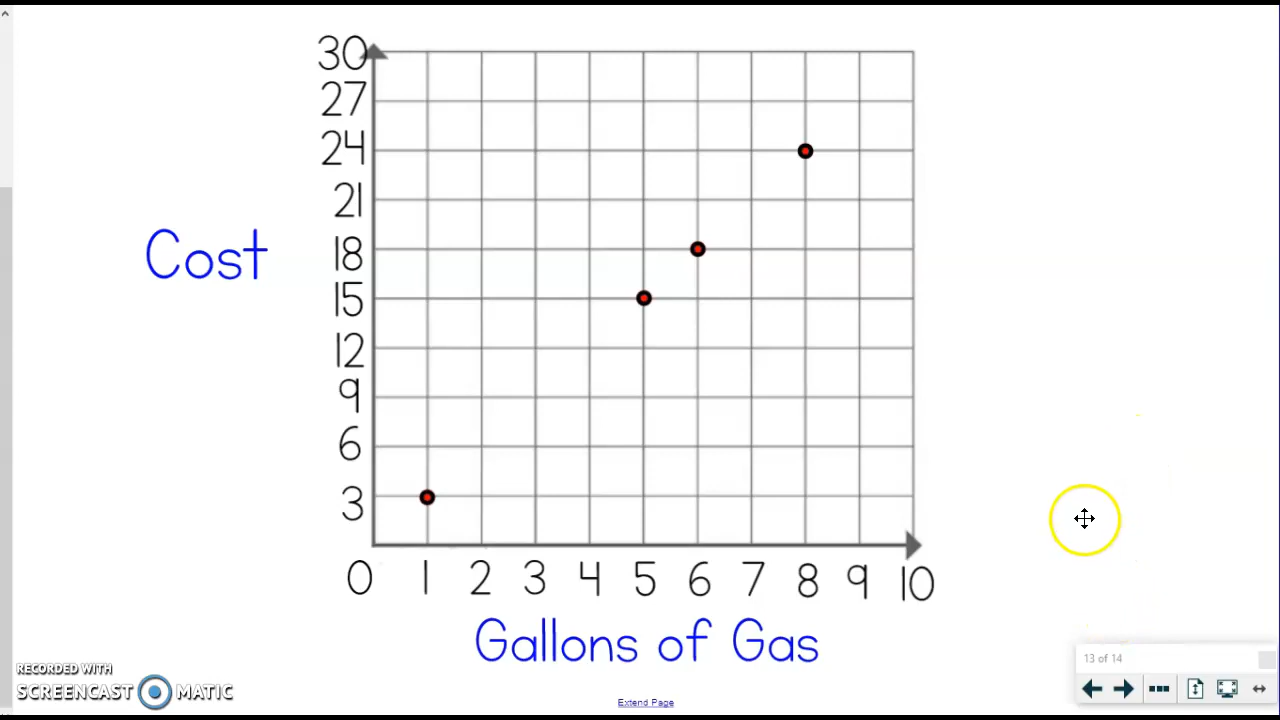 30
27
24
21
18
15
12
9
6
3
Cost
0 1 2 3 4 5 6 7 8 9 10
Gallons of Gas
RECORDED WITH
SCREENCAST MATIC
Extend Page
13 of 14